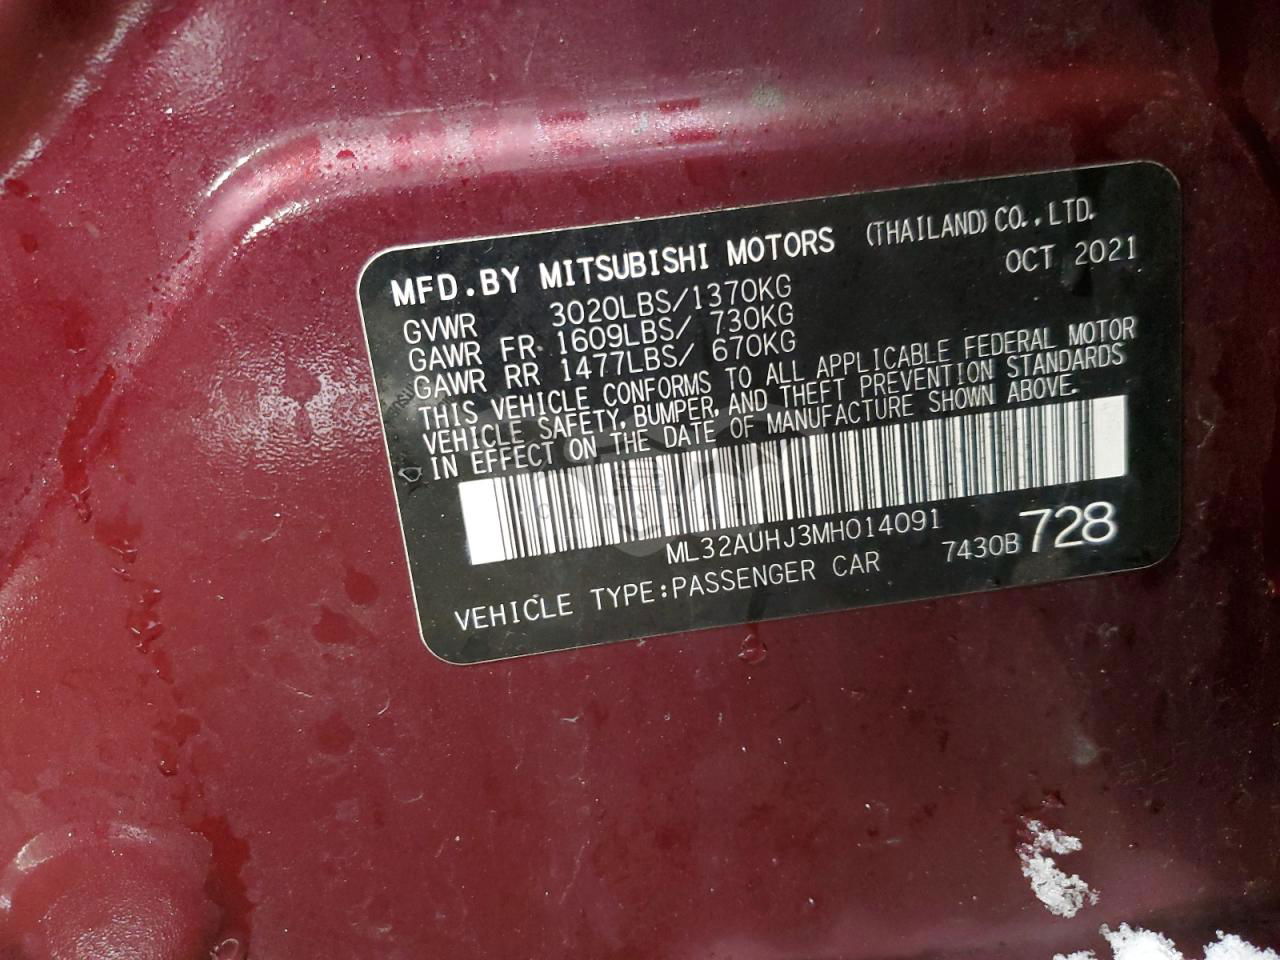 MFD.BY MITSUBISHI MOTORS (THAILAND) CO.,LTD.
OCT 2021
GVWR 3020LBS/1370KG
GAWR FR 1609LBS/ 730KG
GAWR RR 1477LBS/ 670KG
THIS VEHICLE CONFORMS TO ALL APPLICABLE FEDERAL MOTOR
VEHICLE SAFETY, BUMPER, AND THEFT PREVENTION STANDARDS
IN EFFECT ON THE DATE OF MANUFACTURE SHOWN ABOVE.
ML32AUHJ3MH014091
VEHICLE TYPE:PASSENGER CAR 7430B 728